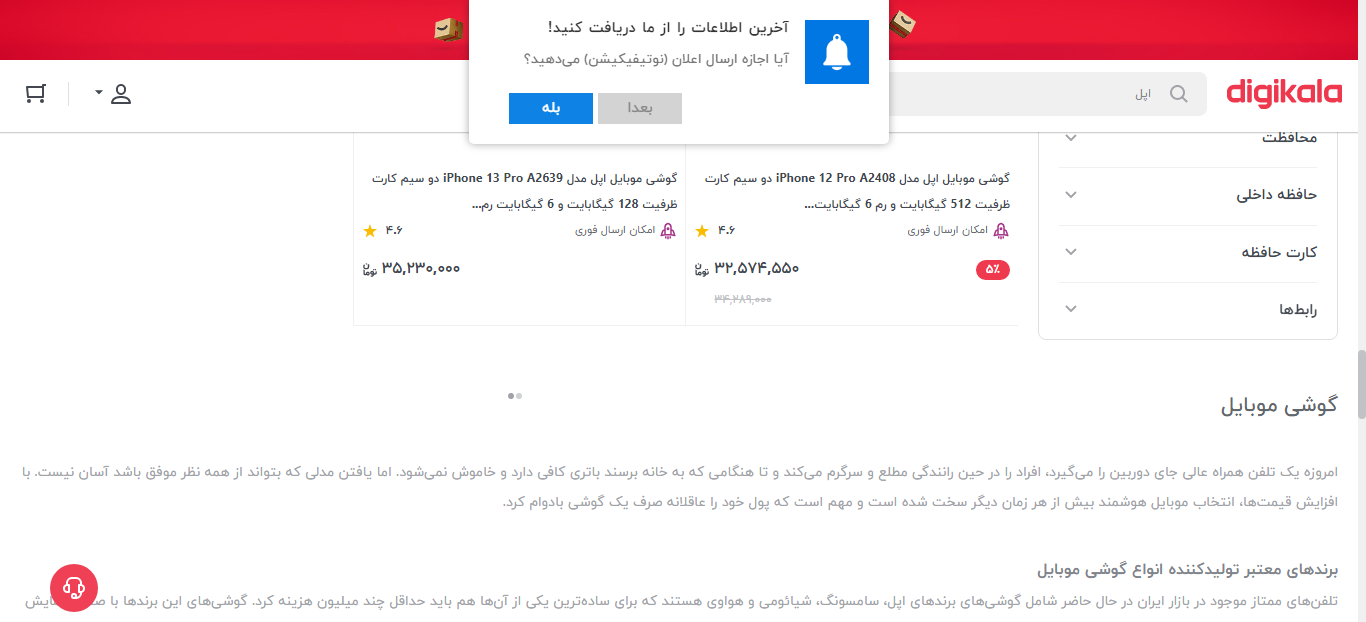 آخرین اطلاعات را از ما دریافت کنید!
آیا اجازه ارسال اعلان (نوتیفیکیشن) می‌دهید؟
بعدا
بله
digikala
اپل
محافظت
حافظه داخلی
کارت حافظه
رابط‌ها
گوشی موبایل اپل مدل iPhone 12 Pro A2408 دو سیم‌ کارت
ظرفیت 512 گیگابایت و رم 6 گیگابایت...
امکان ارسال فوری
۴.۶
۵٪
۳۲,۵۷۴,۵۵۰ تومان
۳۴,۲۸۹,۰۰۰
گوشی موبایل اپل مدل iPhone 13 Pro A2639 دو سیم‌ کارت
ظرفیت 128 گیگابایت و 6 گیگابایت رم...
امکان ارسال فوری
۴.۶
۳۵,۲۳۰,۰۰۰ تومان
گوشی موبایل
امروزه یک تلفن همراه عالی جای دوربین را می‌گیرد، افراد را در حین رانندگی مطلع و سرگرم می‌کند و تا هنگامی که به خانه برسند باتری کافی دارد و خاموش نمی‌شود. اما یافتن مدلی که بتواند از همه نظر موفق باشد آسان نیست. با
افزایش قیمت‌ها، انتخاب موبایل هوشمند بیش از هر زمان دیگر سخت شده است و مهم است که پول خود را عاقلانه صرف یک گوشی بادوام کرد.
برندهای معتبر تولیدکننده انواع گوشی موبایل
تلفن‌های ممتاز موجود در بازار ایران در حال حاضر شامل گوشی‌های برندهای اپل، سامسونگ، شیائومی و هواوی هستند که برای ساده‌ترین یکی از آن‌ها هم باید حداقل چند میلیون هزینه کرد. گوشی‌های این برندها با